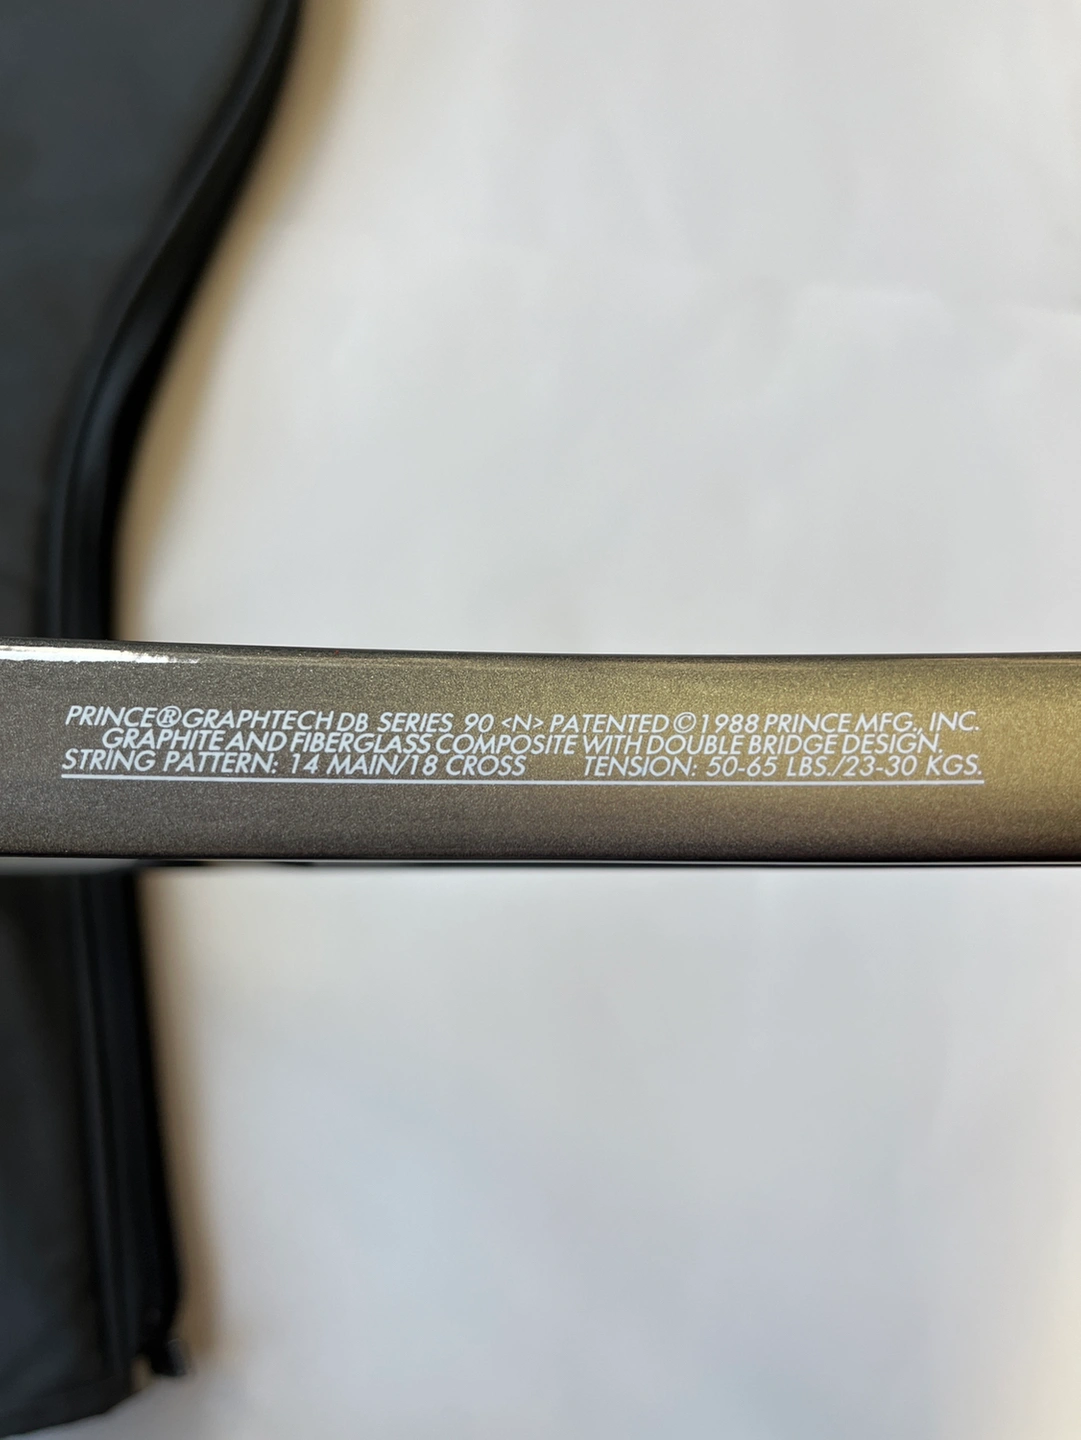 PRINCE® GRAPHTECH DB SERIES 90 <N> PATENTED © 1988 PRINCE MFG., INC.
GRAPHITE AND FIBERGLASS COMPOSITE WITH DOUBLE BRIDGE DESIGN.
STRING PATTERN: 14 MAIN/18 CROSS TENSION: 50-65 LBS./23-30 KGS.